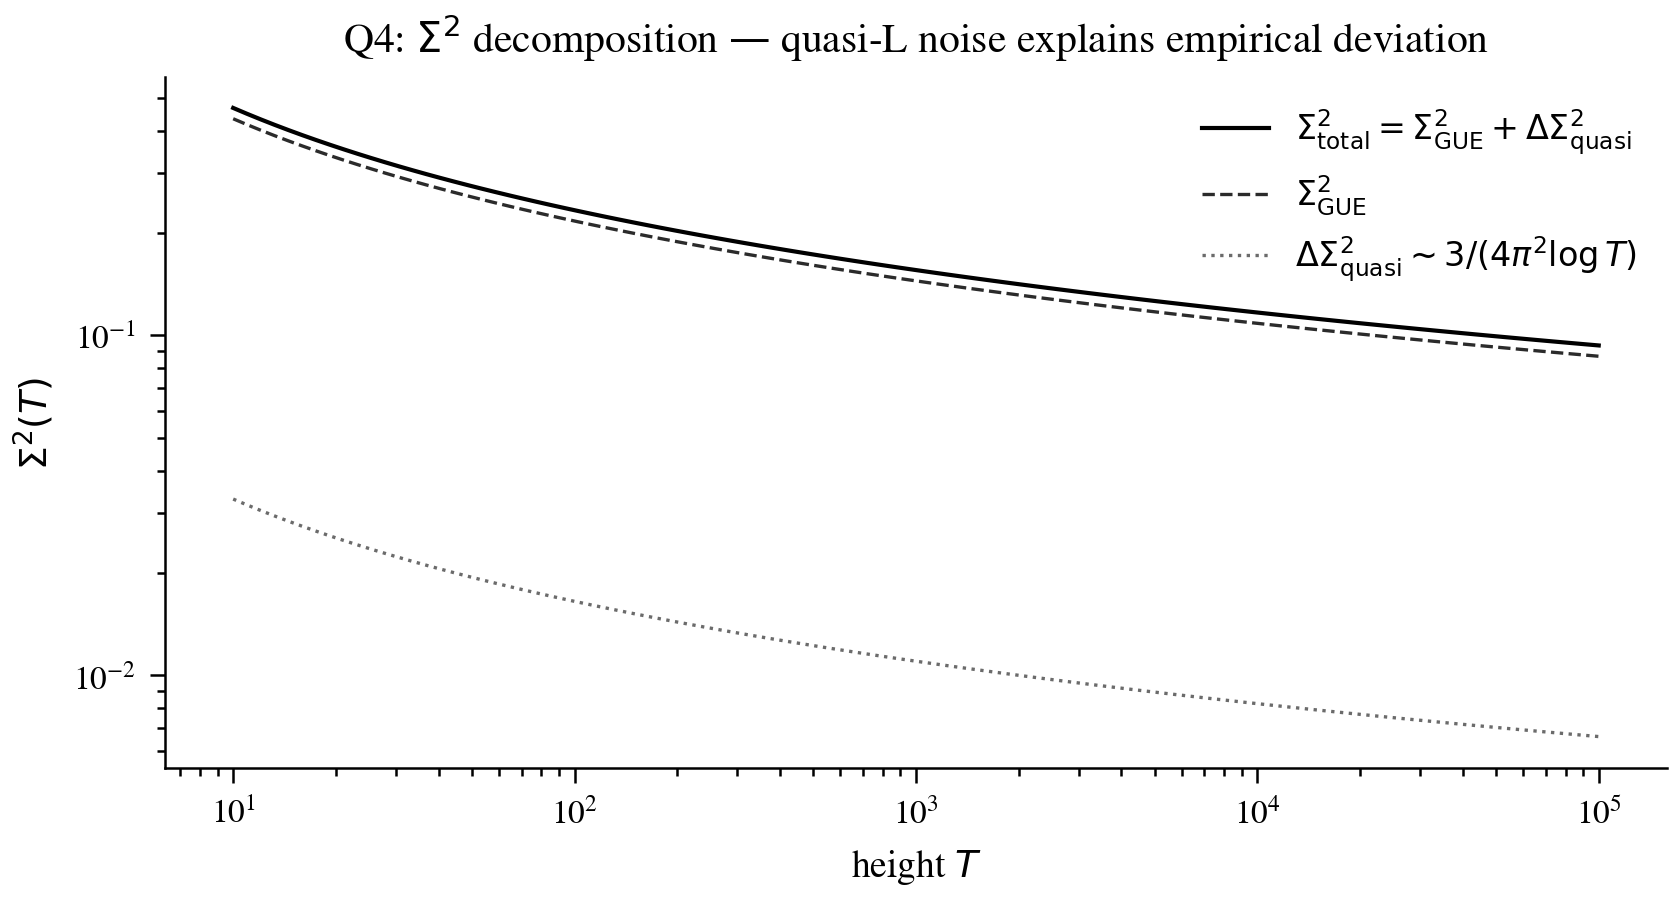 Q4: Σ² decomposition — quasi-L noise explains empirical deviation
Σ²_total = Σ²_GUE + ΔΣ²_quasi
Σ²_GUE
ΔΣ²_quasi ~ 3/(4π² log T)
Σ²(T)
10⁻¹
10⁻²
10¹ 10² 10³ 10⁴ 10⁵
height T